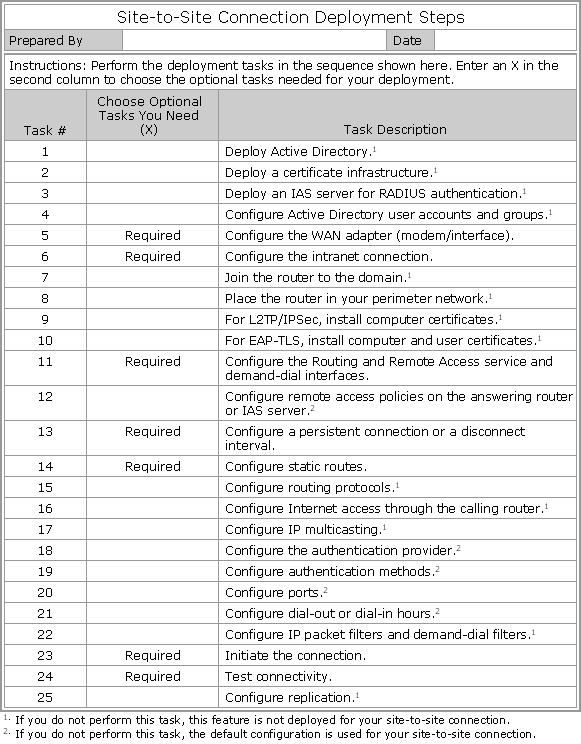 Site-to-Site Connection Deployment Steps
Prepared By Date
Instructions: Perform the deployment tasks in the sequence shown here. Enter an X in the
second column to choose the optional tasks needed for your deployment.
Task # Choose Optional Tasks You Need (X) Task Description
1 Deploy Active Directory.1
2 Deploy a certificate infrastructure.1
3 Deploy an IAS server for RADIUS authentication.1
4 Configure Active Directory user accounts and groups.1
5 Required Configure the WAN adapter (modem/interface).
6 Required Configure the intranet connection.
7 Join the router to the domain.1
8 Place the router in your perimeter network.1
9 For L2TP/IPSec, install computer certificates.1
10 For EAP-TLS, install computer and user certificates.1
11 Required Configure the Routing and Remote Access service and
demand-dial interfaces.
12 Configure remote access policies on the answering router
or IAS server.2
13 Required Configure a persistent connection or a disconnect
interval.
14 Required Configure static routes.
15 Configure routing protocols.1
16 Configure Internet access through the calling router.1
17 Configure IP multicasting.1
18 Configure the authentication provider.2
19 Configure authentication methods.2
20 Configure ports.2
21 Configure dial-out or dial-in hours.2
22 Configure IP packet filters and demand-dial filters.1
23 Required Initiate the connection.
24 Required Test connectivity.
25 Configure replication.1
1. If you do not perform this task, this feature is not deployed for your site-to-site connection.
2. If you do not perform this task, the default configuration is used for your site-to-site connection.